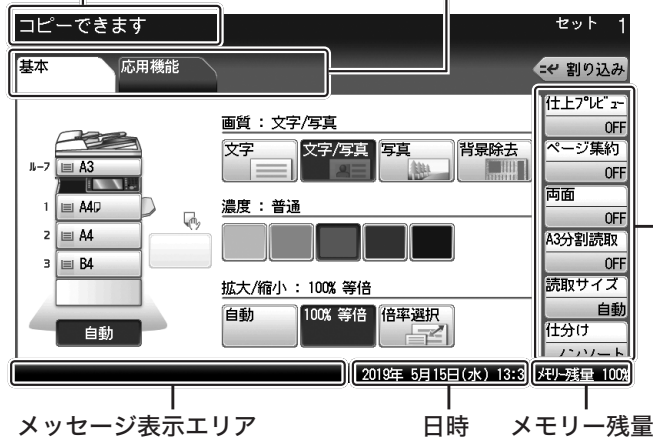 コピーできます
セット 1
基本
応用機能
割り込み
仕上プレビュー
OFF
画質：文字/写真
文字
文字/写真
写真
背景除去
ページ集約
OFF
ループ
A3
1
A4
2
A4
3
B4
自動
濃度：普通
両面
OFF
A3分割読取
OFF
拡大/縮小：100% 等倍
自動
100% 等倍
倍率選択
読取サイズ
自動
仕分け
ノンソート
2019年 5月15日(水) 13:3
メモリー残量 100%
メッセージ表示エリア
日時
メモリー残量